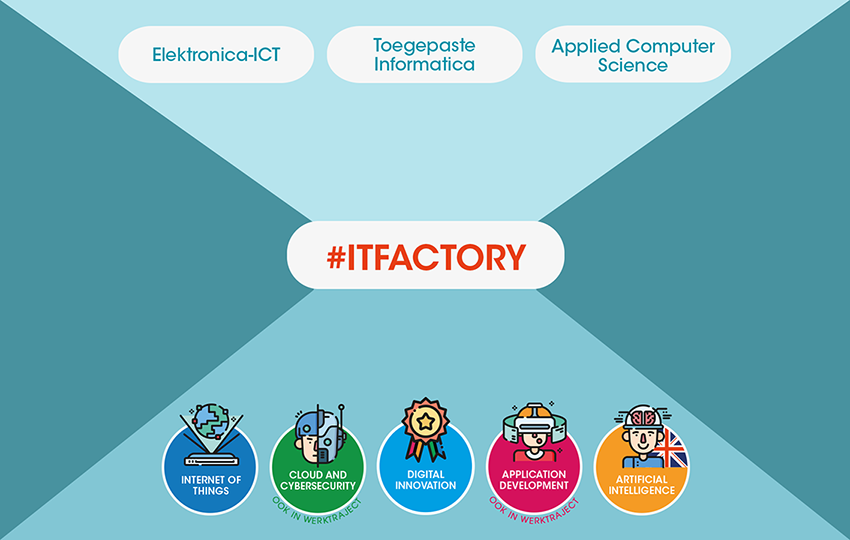 Elektronica-ICT
Toegepaste
Informatica
Applied Computer
Science
#ITFACTORY
INTERNET OF
THINGS
CLOUD AND
CYBERSECURITY
OOK IN WERKTRAJECT
DIGITAL
INNOVATION
APPLICATION
DEVELOPMENT
OOK IN WERKTRAJECT
ARTIFICIAL
INTELLIGENCE